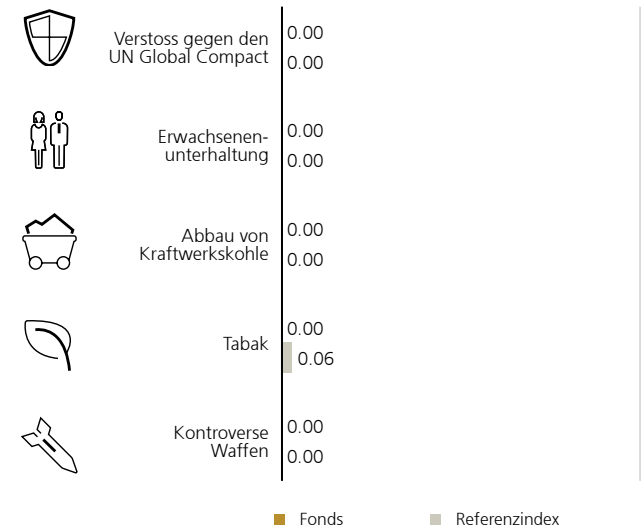 Verstoss gegen den
UN Global Compact
0.00
0.00
Erwachsenen-
unterhaltung
0.00
0.00
Abbau von
Kraftwerkskohle
0.00
0.00
Tabak
0.00
0.06
Kontroverse
Waffen
0.00
0.00
Fonds
Referenzindex